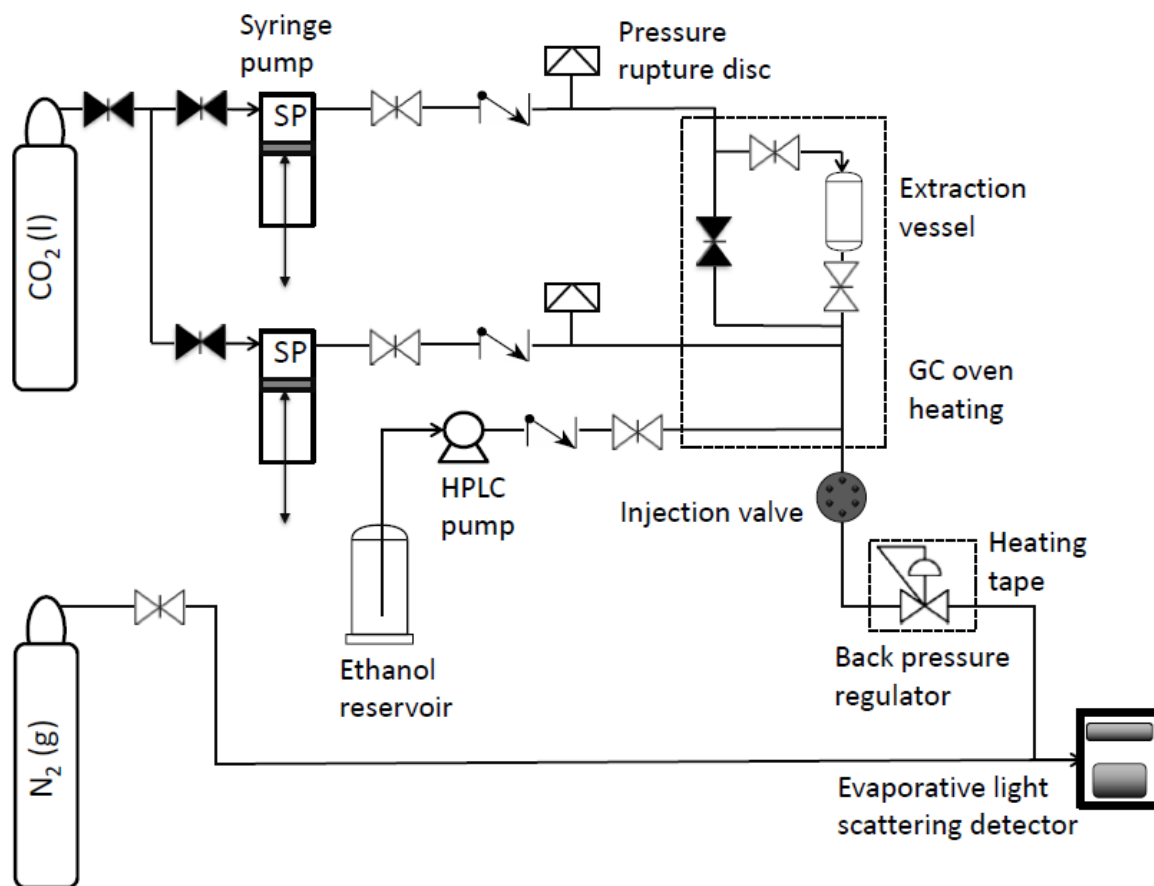 Syringe
pump
Pressure
rupture disc
SP
CO2 (l)
Extraction
vessel
SP
GC oven
heating
HPLC
pump
Injection valve
Heating
tape
Ethanol
reservoir
Back pressure
regulator
N2 (g)
Evaporative light
scattering detector